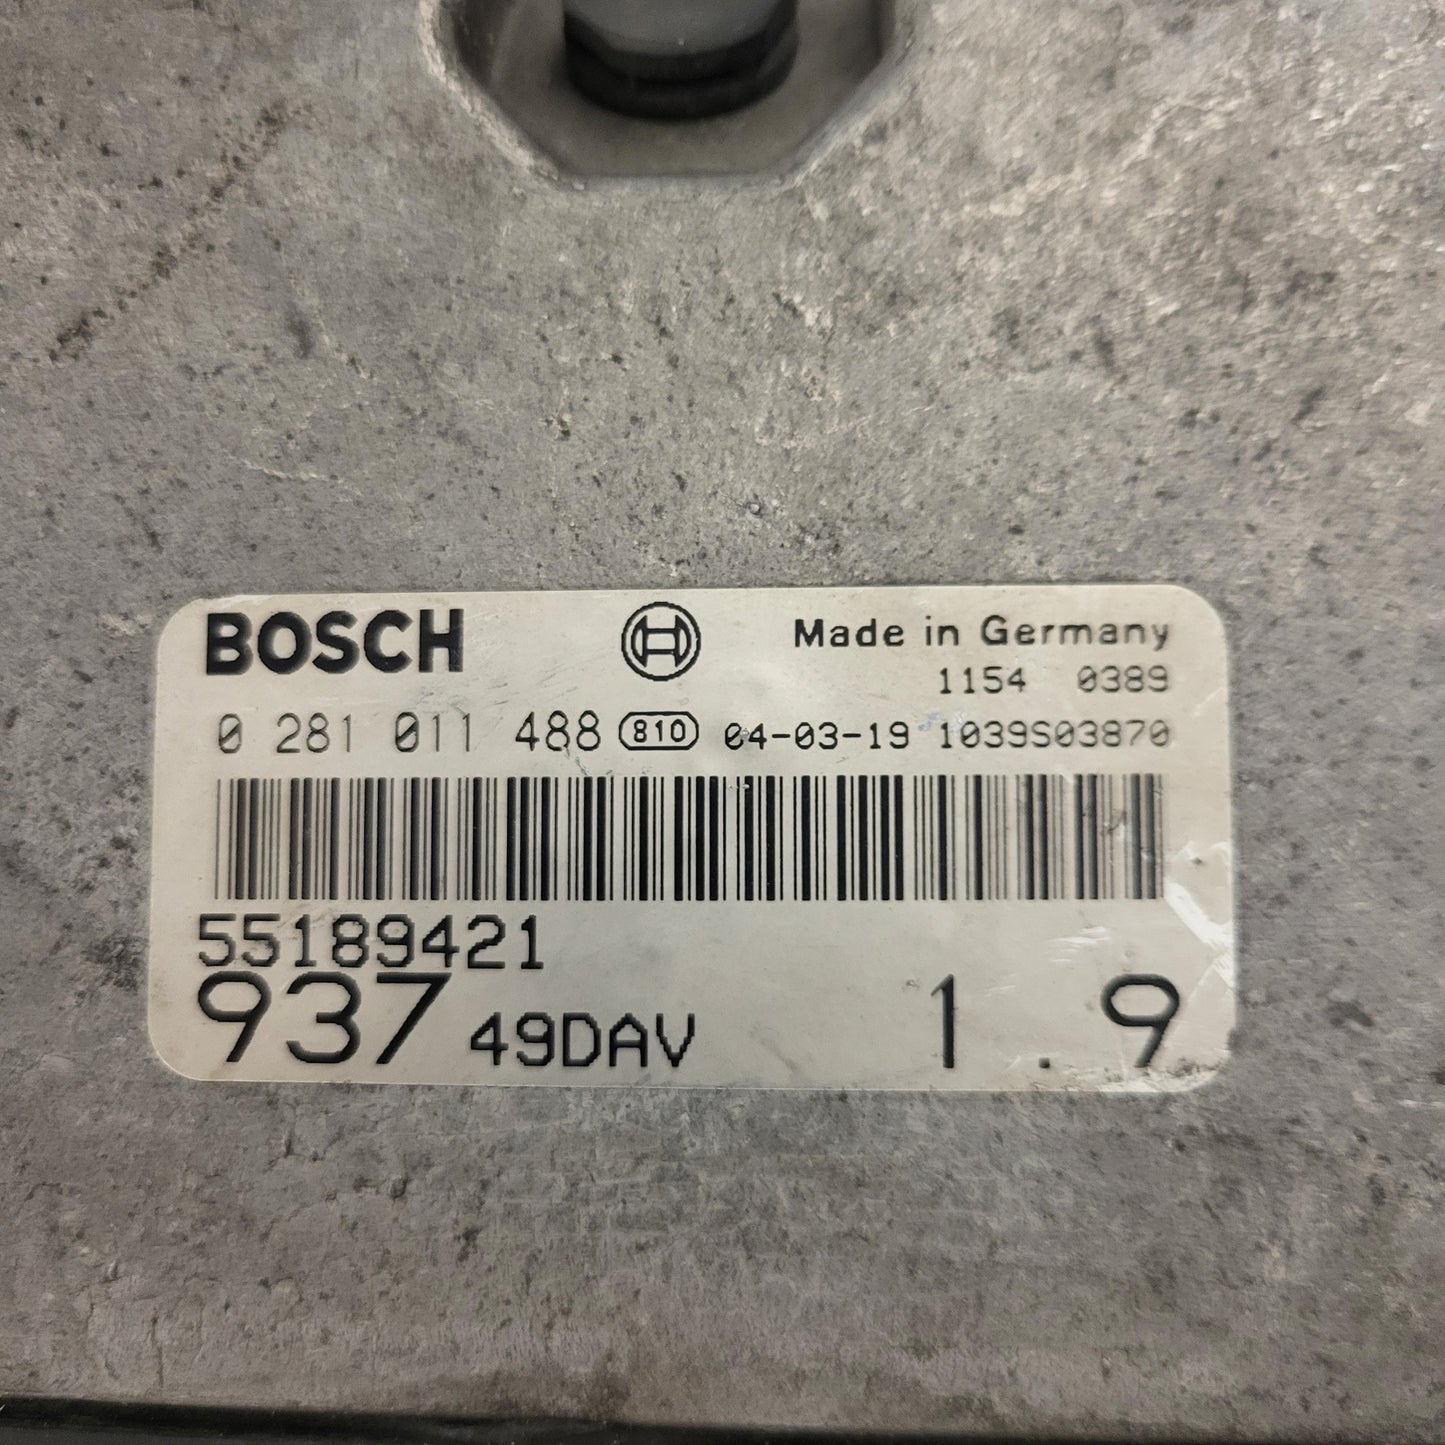 BOSCH Made in Germany
1154 0389
0 281 011 488 810 04-03-19 1039S03870
55189421
937 49DAV 1.9